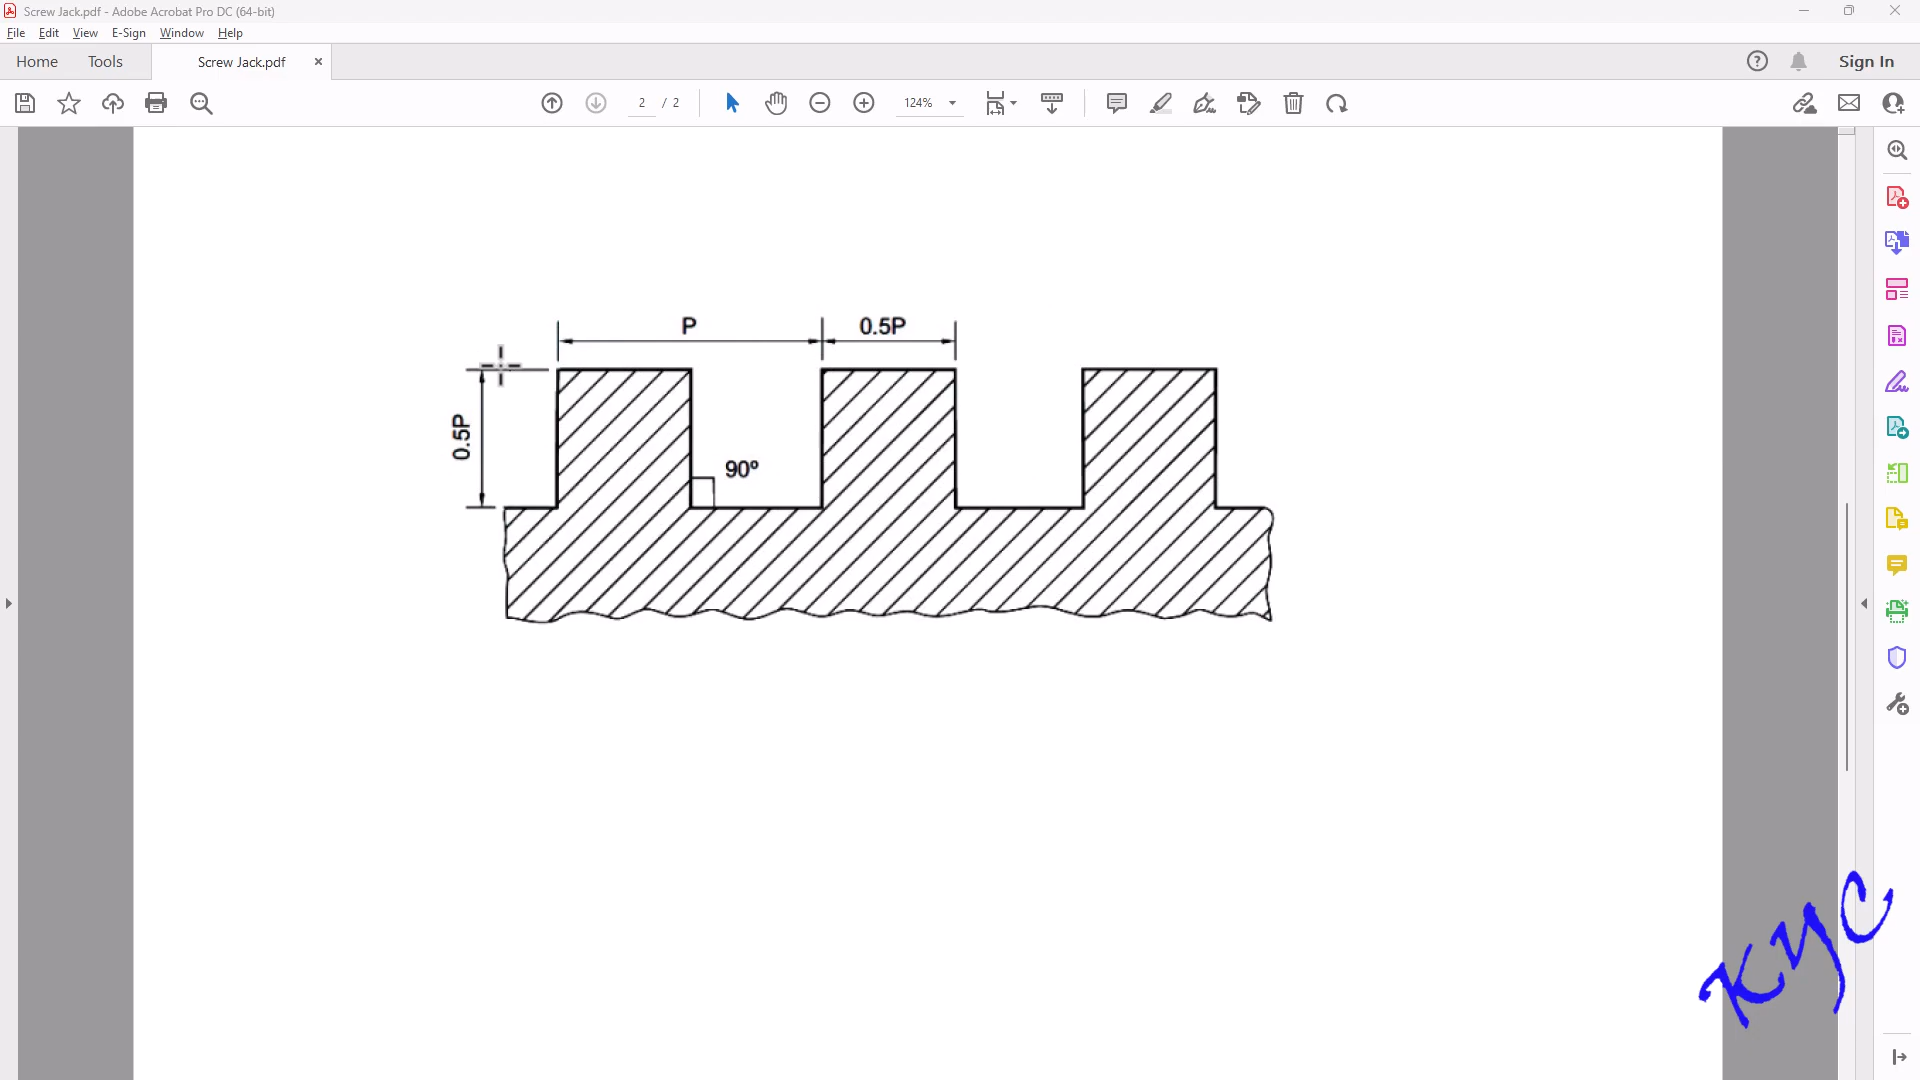 Screw Jack.pdf - Adobe Acrobat Pro DC (64-bit)
File Edit View E-Sign Window Help
Home Tools Screw Jack.pdf Sign In
2 / 2 124%
P 0.5P
0.5P
90º
KYC